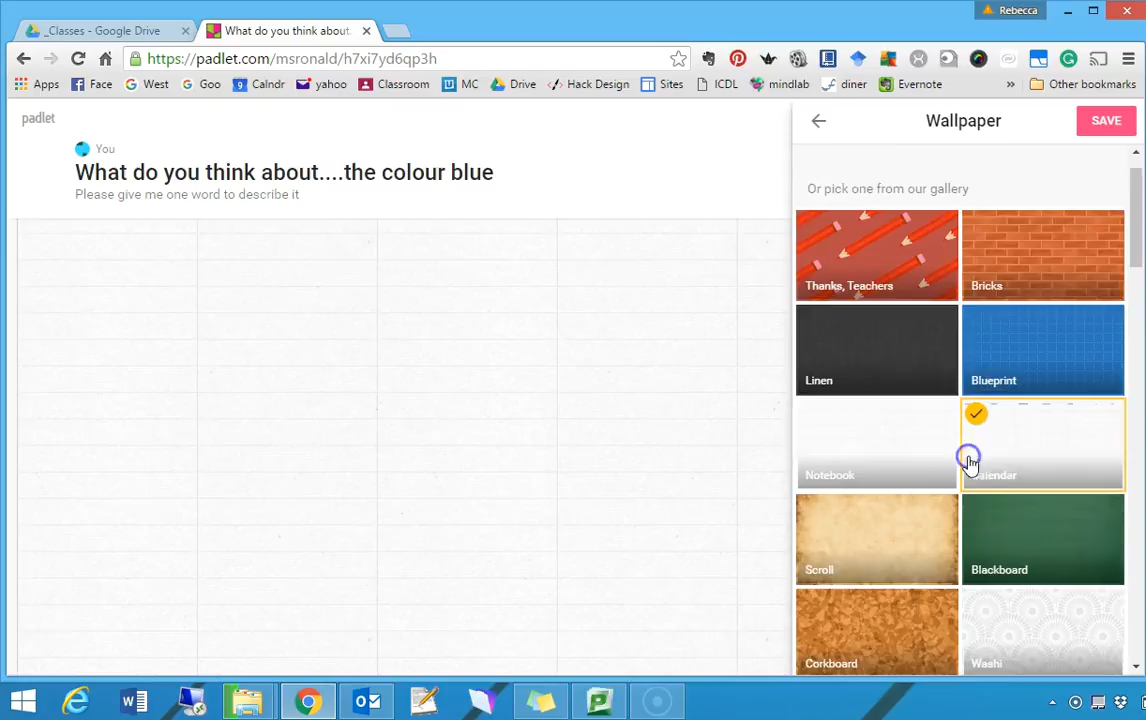 Rebecca
_Classes - Google Drive
What do you think about.
https://padlet.com/msronald/h7xi7yd6qp3h
Apps Face West Goo Calndr yahoo Classroom MC Drive Hack Design Sites ICDL mindlab diner Evernote » Other bookmarks
padlet
Wallpaper
SAVE
You
What do you think about....the colour blue
Please give me one word to describe it
Or pick one from our gallery
Thanks, Teachers
Bricks
Linen
Blueprint
Notebook
Calendar
Scroll
Blackboard
Corkboard
Washi